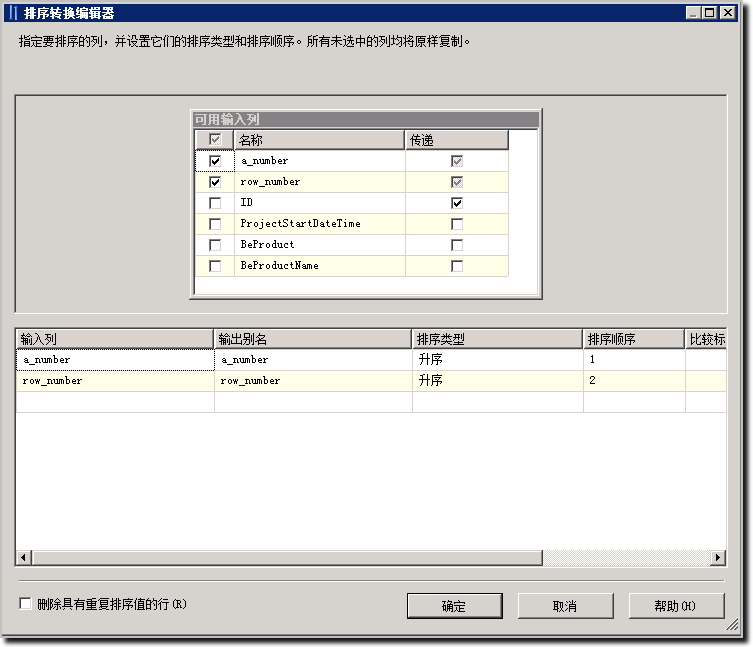 排序转换编辑器
指定要排序的列，并设置它们的排序类型和排序顺序。所有未选中的列均将原样复制。
可用输入列
名称 传递
a_number
row_number
ID
ProjectStartDateTime
BeProduct
BeProductName
输入列 输出别名 排序类型 排序顺序 比较标
a_number a_number 升序 1
row_number row_number 升序 2
删除具有重复排序值的行(R)
确定 取消 帮助(H)